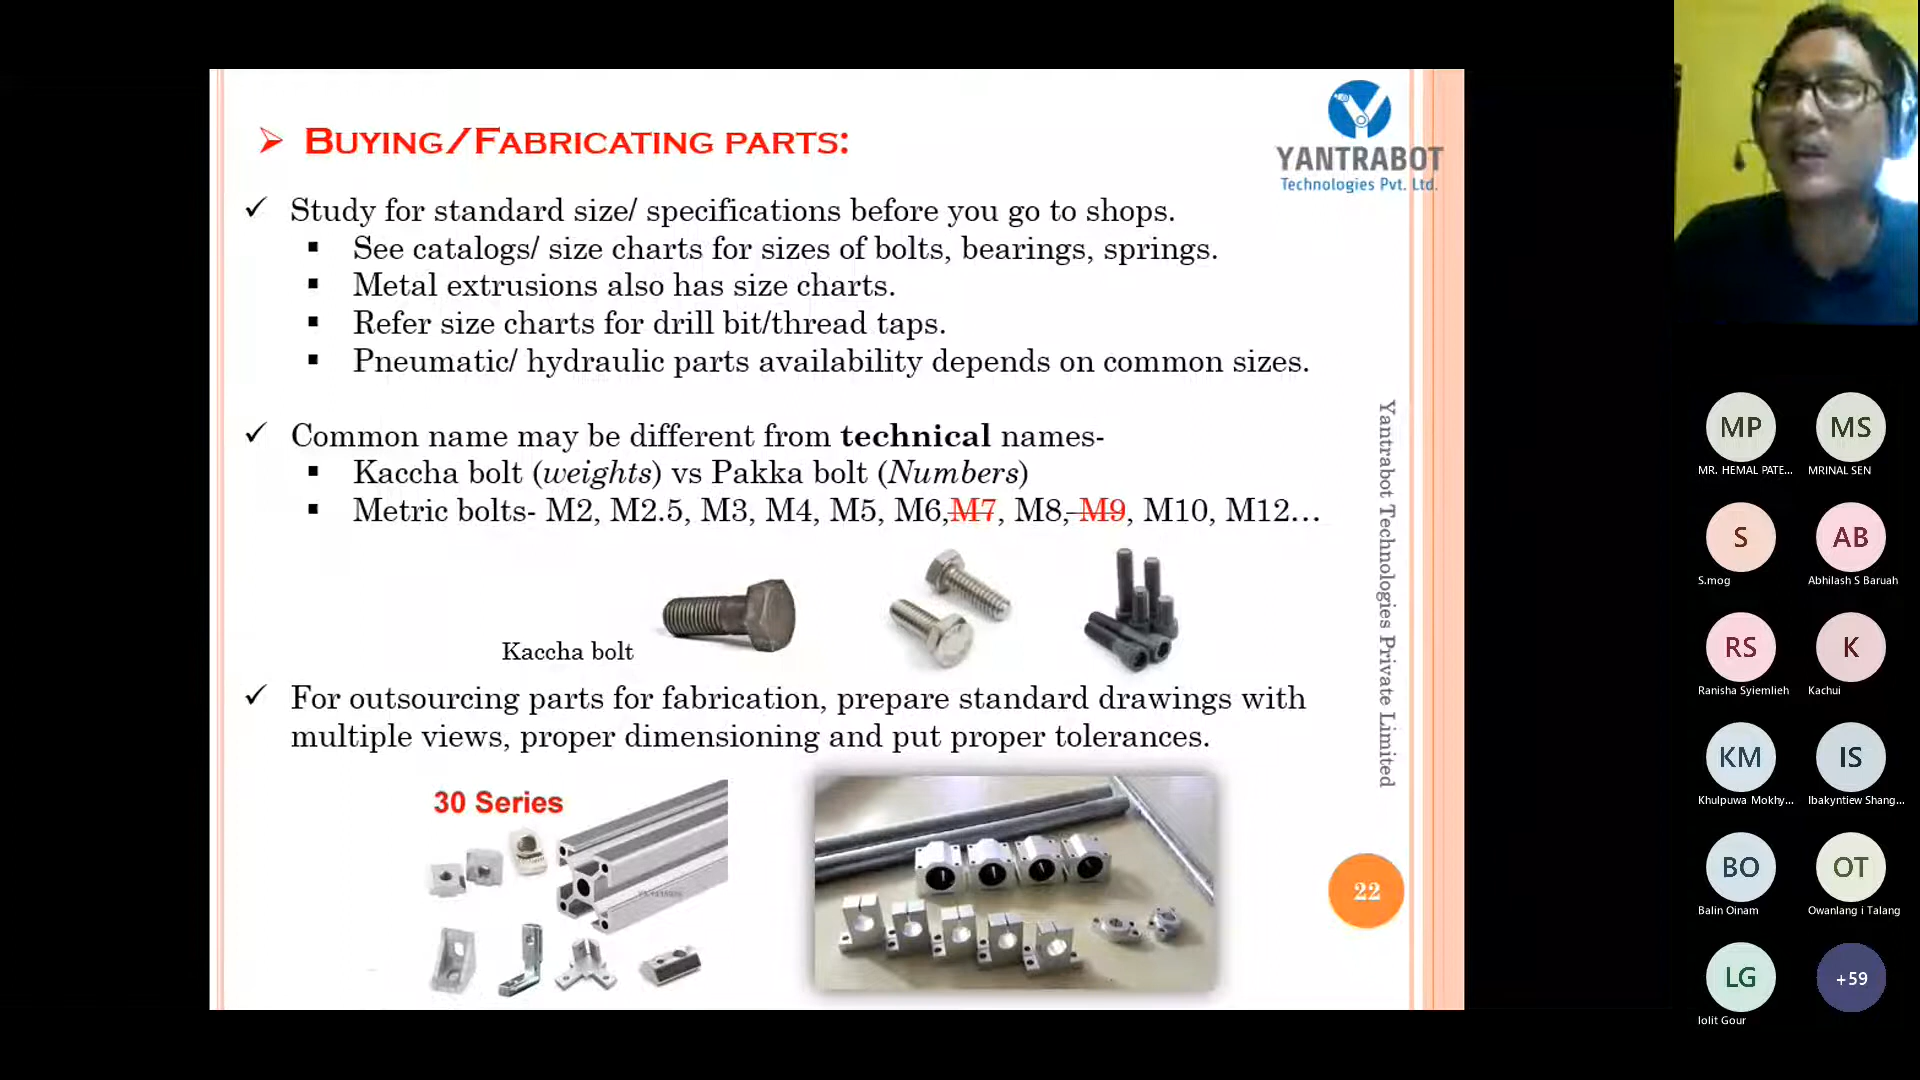 BUYING/FABRICATING PARTS:
YANTRABOT
Technologies Pvt. Ltd.
Study for standard size/ specifications before you go to shops.
See catalogs/ size charts for sizes of bolts, bearings, springs.
Metal extrusions also has size charts.
Refer size charts for drill bit/thread taps.
Pneumatic/ hydraulic parts availability depends on common sizes.
Common name may be different from technical names-
Kaccha bolt (weights) vs Pakka bolt (Numbers)
Metric bolts- M2, M2.5, M3, M4, M5, M6,M7, M8, M9, M10, M12...
Kaccha bolt
For outsourcing parts for fabrication, prepare standard drawings with
multiple views, proper dimensioning and put proper tolerances.
30 Series
22
Yantrabot Technologies Private Limited
MP
MS
MR. HEMAL PATE...
MRINAL SEN
S
AB
S.mog
Abhilash S Baruah
RS
K
Ranisha Syiemlieh
Kachui
KM
IS
Khulpuwa Mokhy...
Ibakyntiew Shang...
BO
OT
Balin Oinam
Owanlang i Talang
LG
+59
lolit Gour